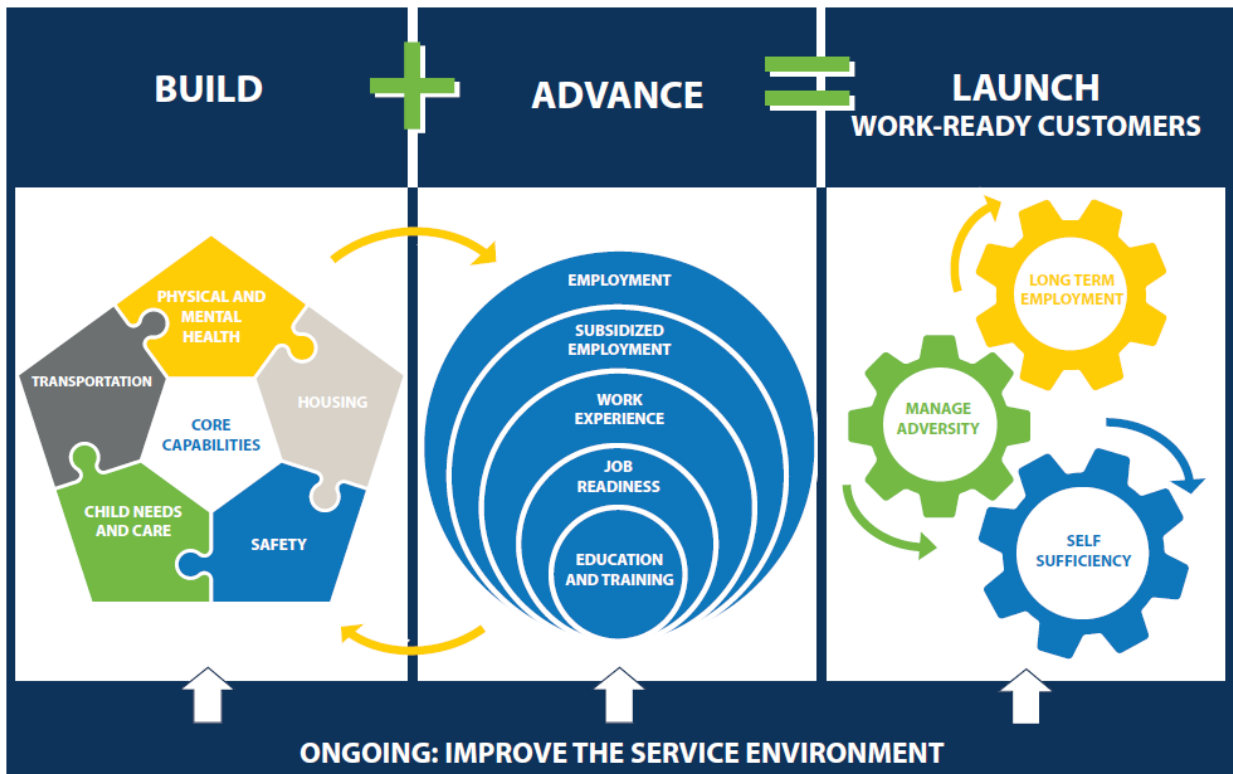 BUILD
ADVANCE
LAUNCH
WORK-READY CUSTOMERS
PHYSICAL AND
MENTAL
HEALTH
TRANSPORTATION
HOUSING
CORE
CAPABILITIES
CHILD NEEDS
AND CARE
SAFETY
EMPLOYMENT
SUBSIDIZED
EMPLOYMENT
WORK
EXPERIENCE
JOB
READINESS
EDUCATION
AND TRAINING
LONG TERM
EMPLOYMENT
MANAGE
ADVERSITY
SELF
SUFFICIENCY
ONGOING: IMPROVE THE SERVICE ENVIRONMENT